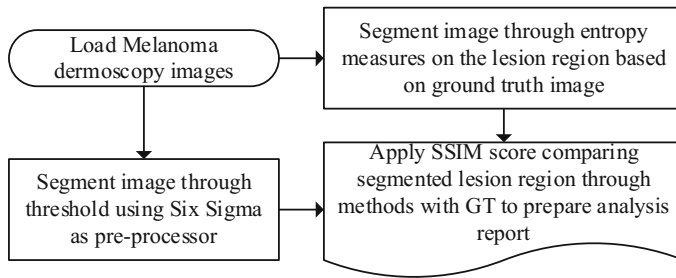 Load Melanoma
dermoscopy images
Segment image through entropy
measures on the lesion region based
on ground truth image
Segment image through
threshold using Six Sigma
as pre-processor
Apply SSIM score comparing
segmented lesion region through
methods with GT to prepare analysis
report